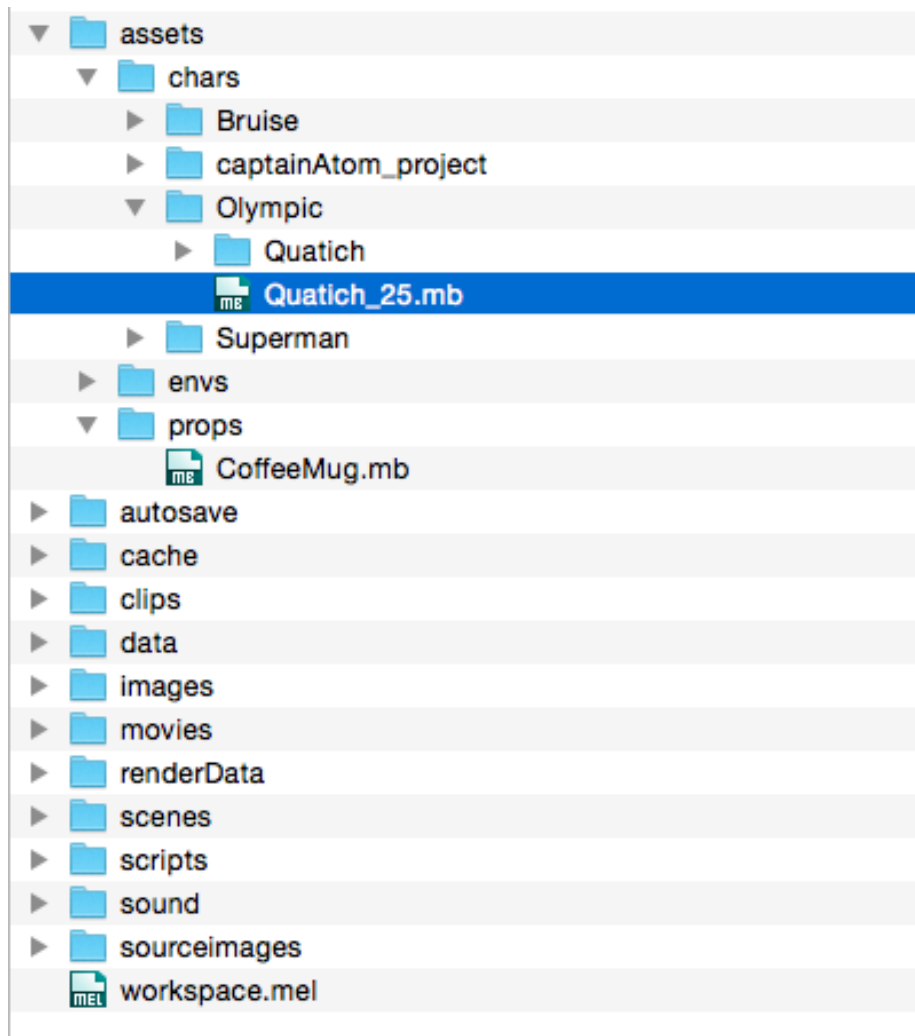 assets
chars
Bruise
captainAtom_project
Olympic
Quatich
Quatich_25.mb
Superman
envs
props
CoffeeMug.mb
autosave
cache
clips
data
images
movies
renderData
scenes
scripts
sound
sourceimages
workspace.mel